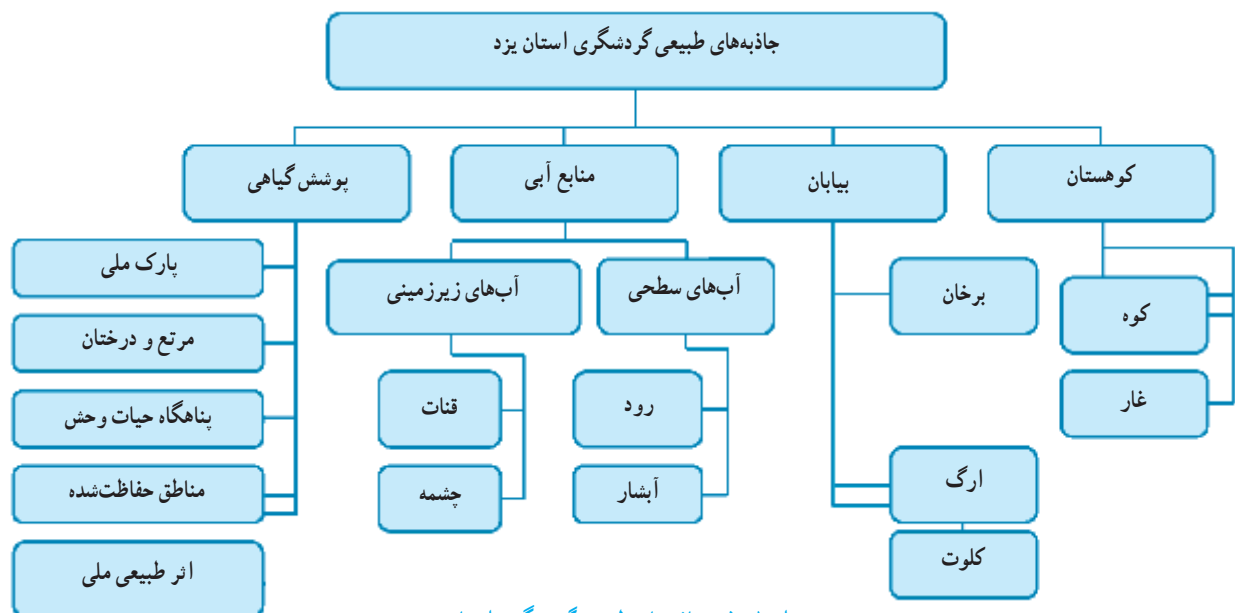 جاذبه‌های طبیعی گردشگری استان یزد
کوهستان
بیابان
منابع آبی
پوشش گیاهی
کوه
غار
برخان
ارگ
کلوت
آب‌های سطحی
آب‌های زیرزمینی
رود
آبشار
قنات
چشمه
پارک ملی
مرتع و درختان
پناهگاه حیات وحش
مناطق حفاظت‌شده
اثر طبیعی ملی